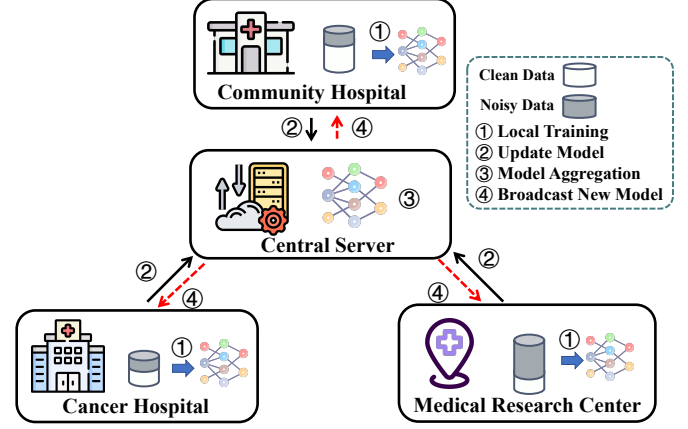 ①
Community Hospital
② ④
Clean Data
Noisy Data
① Local Training
② Update Model
③ Model Aggregation
④ Broadcast New Model
③
Central Server
②
④
②
④
①
Cancer Hospital
①
Medical Research Center